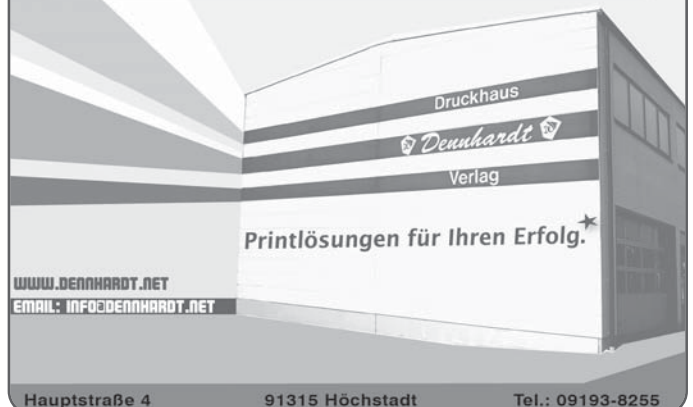 Druckhaus
Dennhardt
Verlag
Printlösungen für Ihren Erfolg.
WWW.DENNHARDT.NET
EMAIL: INFO@DENNHARDT.NET
Hauptstraße 4 91315 Höchstadt Tel.: 09193-8255